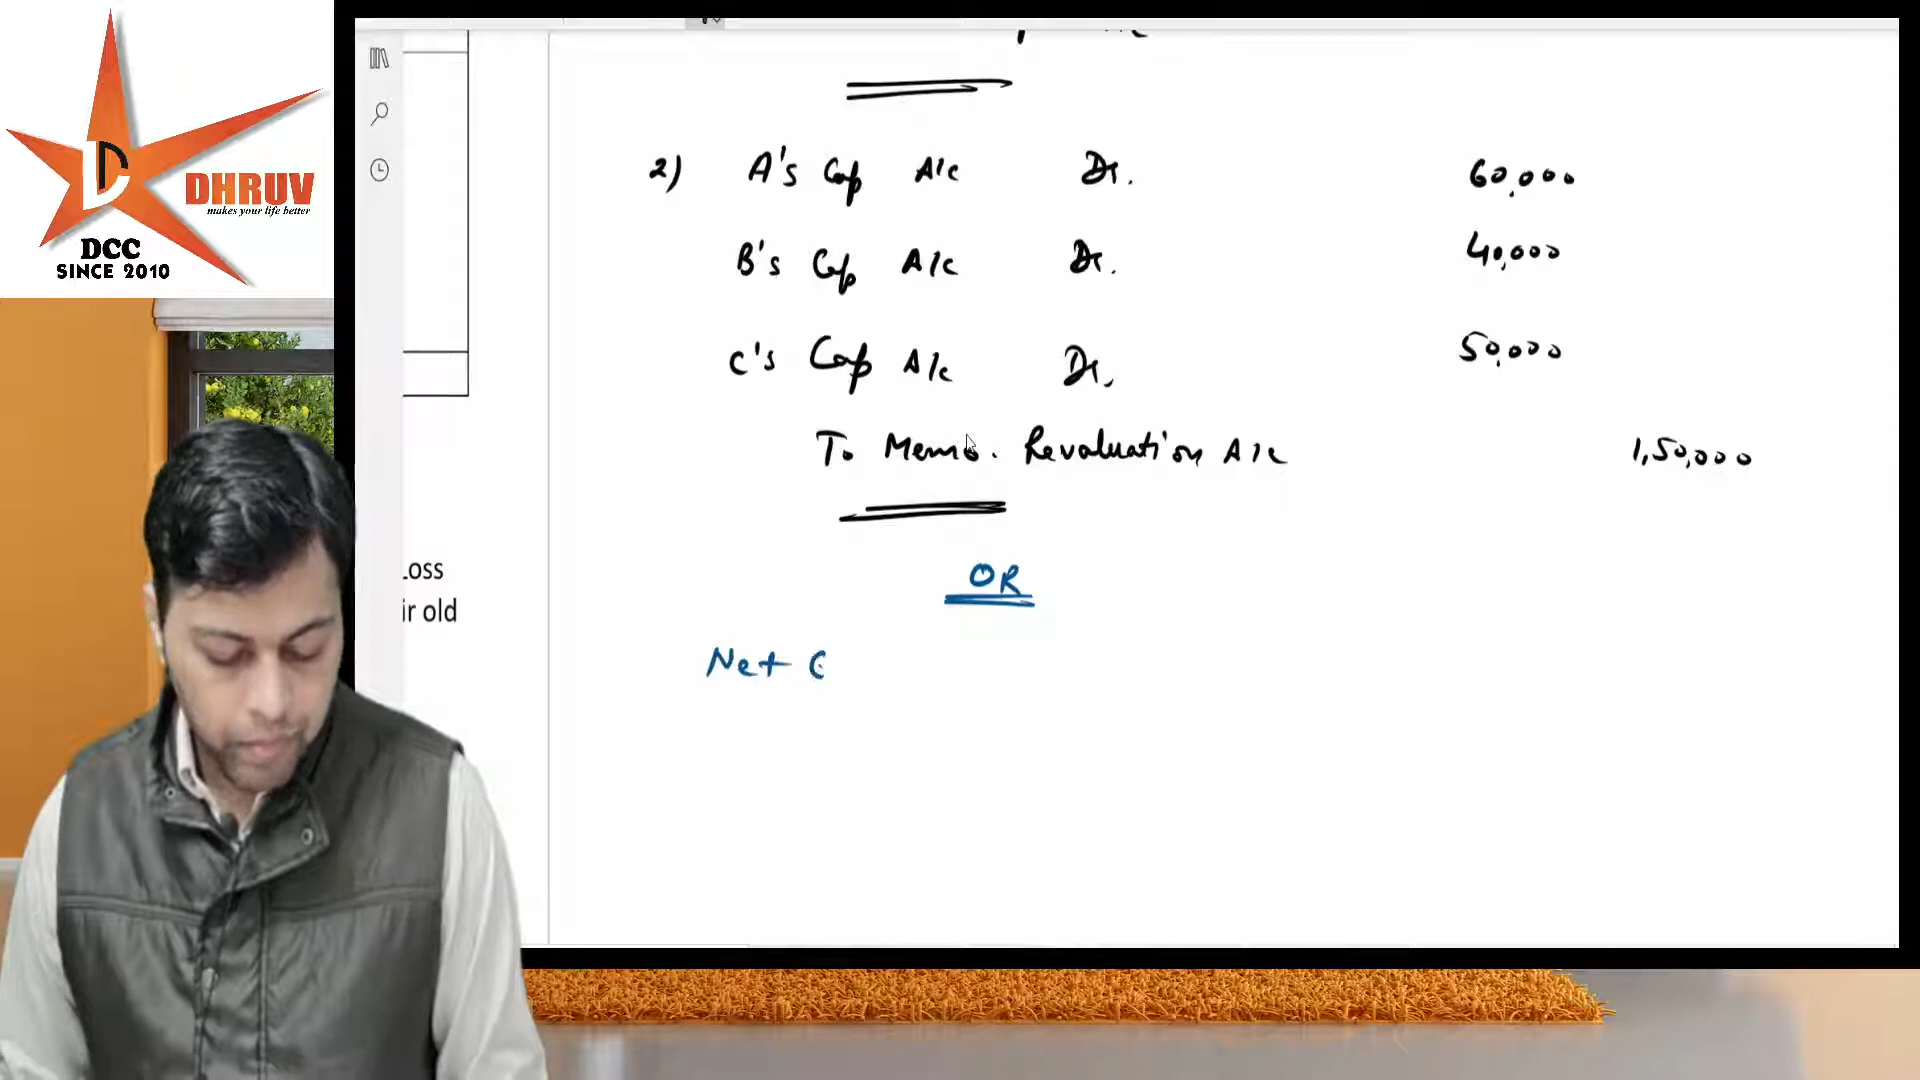 D
DHRUV
makes your life better
DCC
SINCE 2010
2) A's Cap A/c Dr. 60,000
B's Cap A/c Dr. 40,000
C's Cap A/c Dr. 50,000
To Memo. Revaluation A/c 1,50,000
OR
Net
Loss
ir old